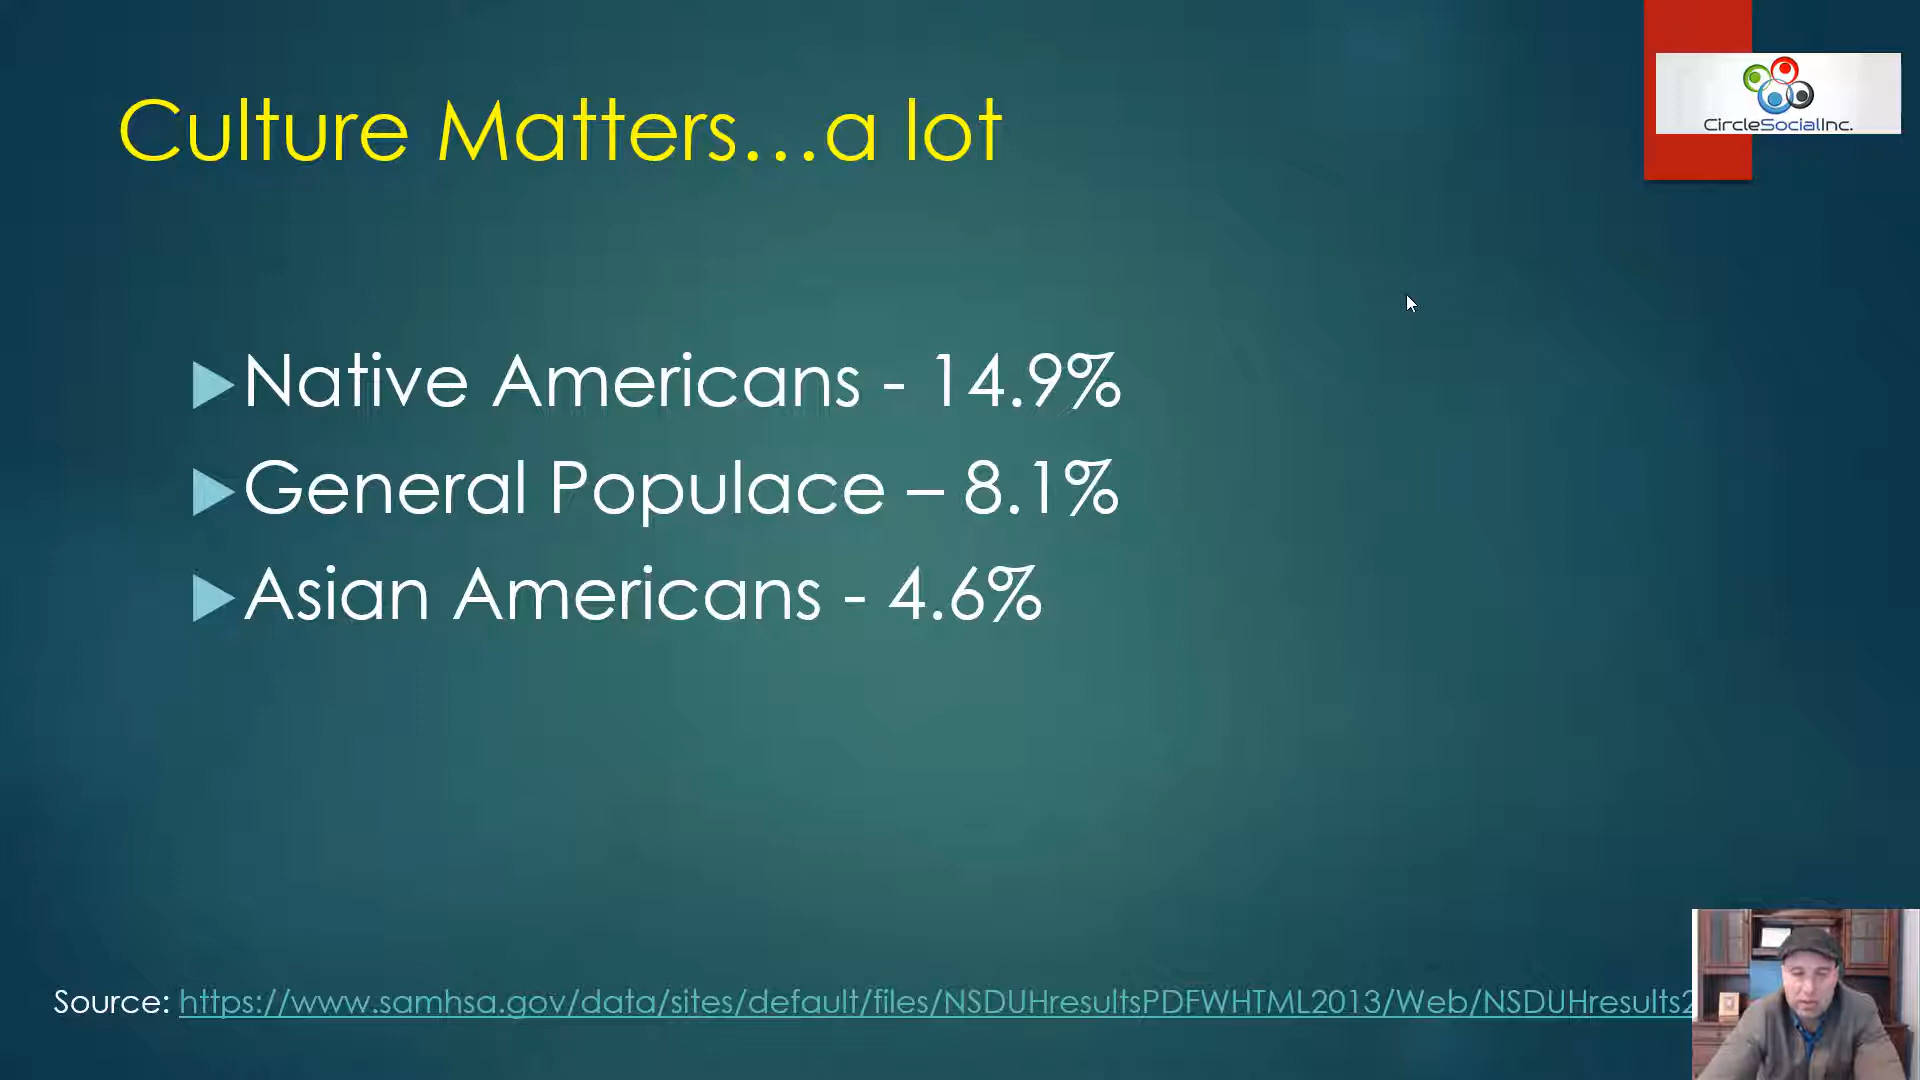 Culture Matters...a lot
CircleSocialInc.
Native Americans - 14.9%
General Populace – 8.1%
Asian Americans - 4.6%
Source: https://www.samhsa.gov/data/sites/default/files/NSDUHresultsPDFWHTML2013/Web/NSDUHresults2